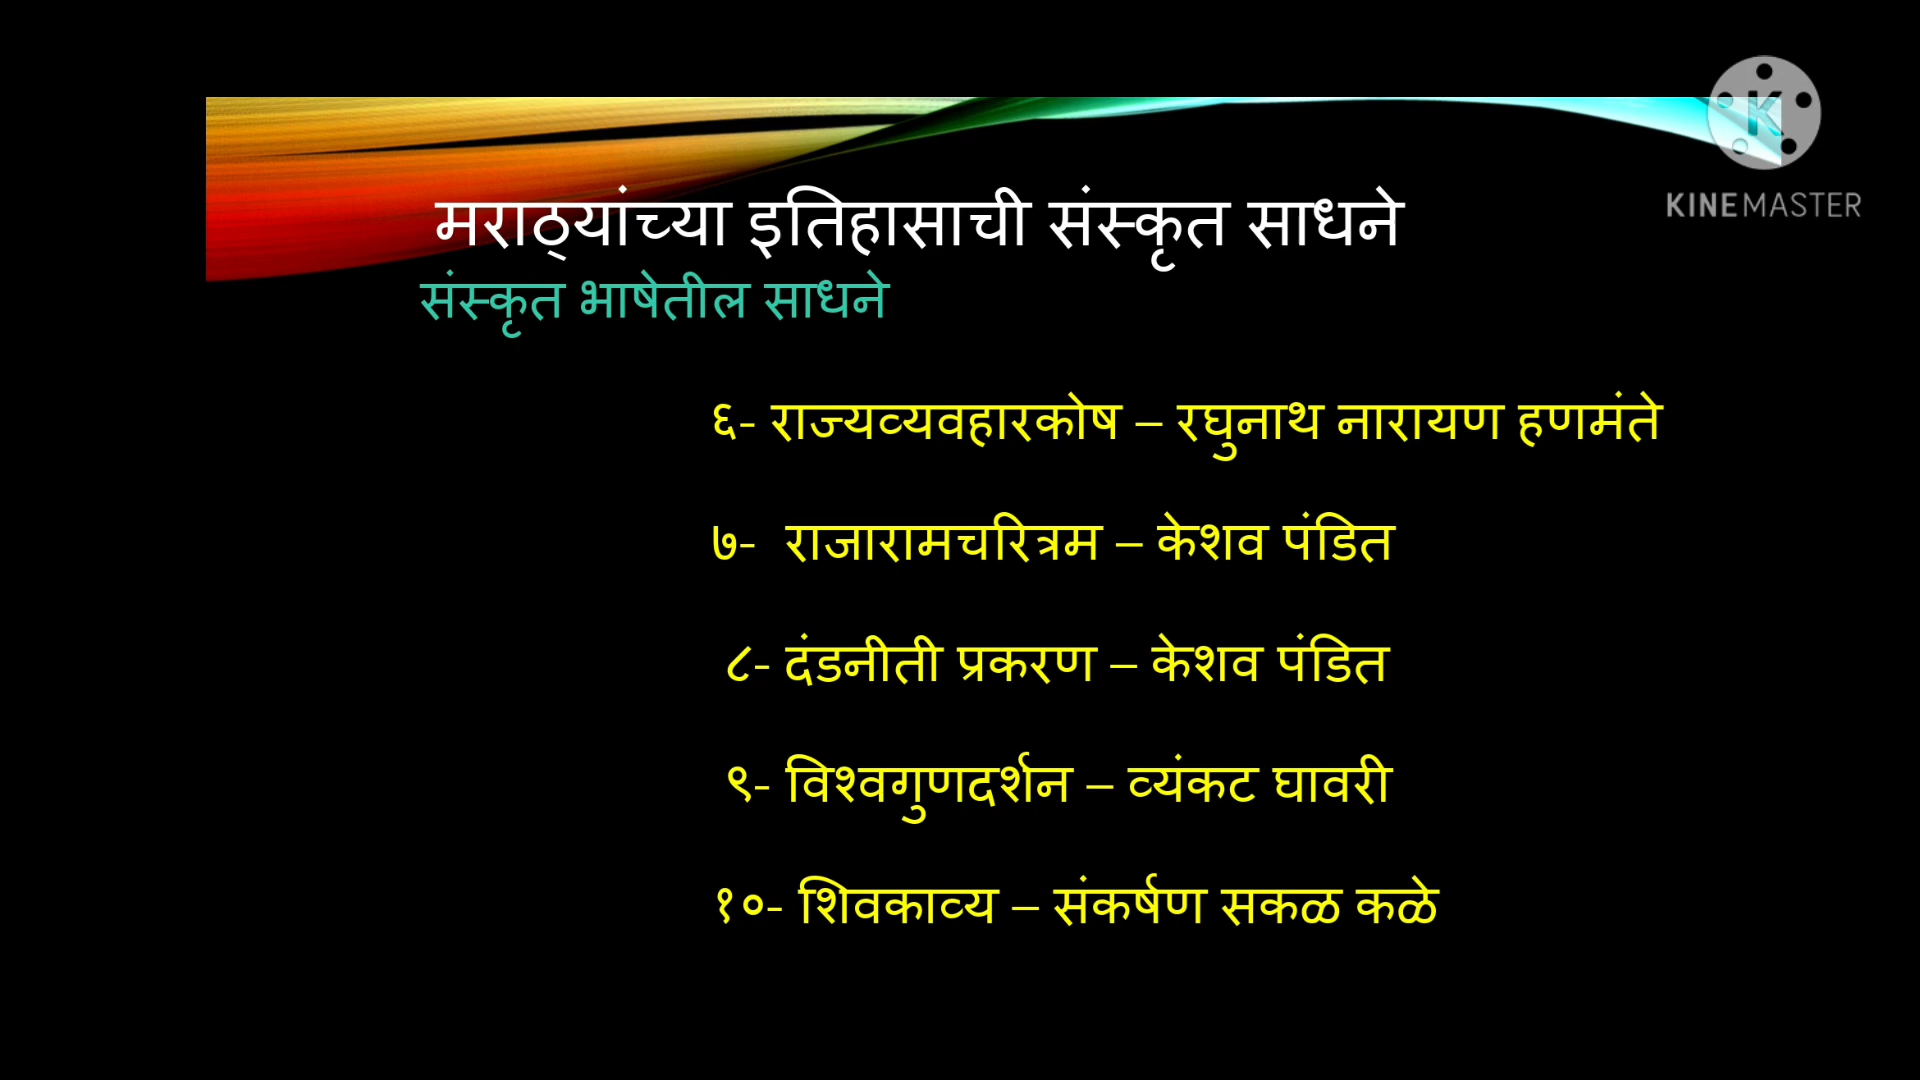 मराठ्यांच्या इतिहासाची संस्कृत साधने
संस्कृत भाषेतील साधने
६- राज्यव्यवहारकोष – रघुनाथ नारायण हणमंते
७- राजारामचरित्रम – केशव पंडित
८- दंडनीती प्रकरण – केशव पंडित
९- विश्वगुणदर्शन – व्यंकट घावरी
१०- शिवकाव्य – संकर्षण सकळ कळे
K
KINEMASTER